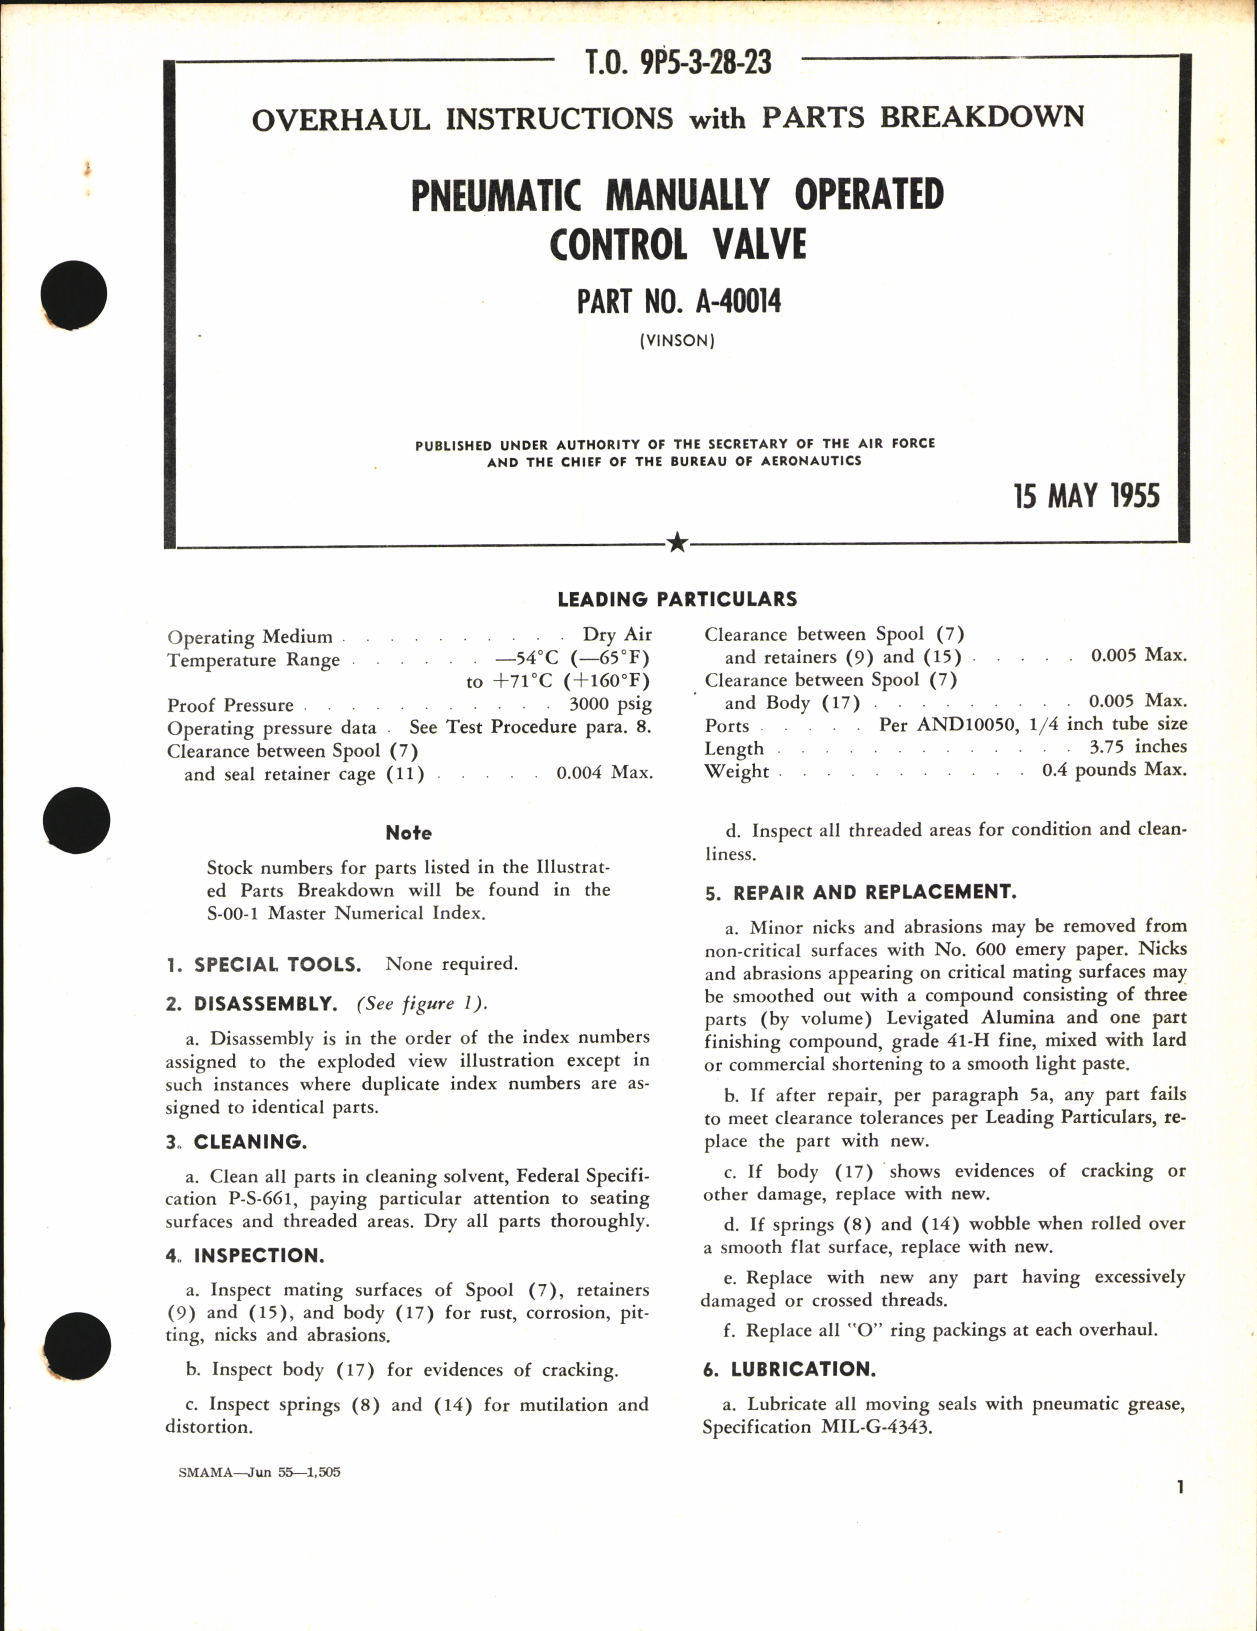 T.O. 9P5-3-28-23
OVERHAUL INSTRUCTIONS with PARTS BREAKDOWN
PNEUMATIC MANUALLY OPERATED
CONTROL VALVE
PART NO. A-40014
(VINSON)
PUBLISHED UNDER AUTHORITY OF THE SECRETARY OF THE AIR FORCE
AND THE CHIEF OF THE BUREAU OF AERONAUTICS
15 MAY 1955
LEADING PARTICULARS
Operating Medium . . . . . . . . . . Dry Air
Temperature Range . . . . . . —54°C (—65°F)
to +71°C (+160°F)
Proof Pressure . . . . . . . . . . . 3000 psig
Operating pressure data . See Test Procedure para. 8.
Clearance between Spool (7)
and seal retainer cage (11) . . . . . 0.004 Max.
Clearance between Spool (7)
and retainers (9) and (15) . . . . . 0.005 Max.
Clearance between Spool (7)
and Body (17) . . . . . . . . . 0.005 Max.
Ports . . . . . Per AND10050, 1/4 inch tube size
Length . . . . . . . . . . . . . 3.75 inches
Weight . . . . . . . . . . . 0.4 pounds Max.
Note
Stock numbers for parts listed in the Illustrat-
ed Parts Breakdown will be found in the
S-00-1 Master Numerical Index.
1. SPECIAL TOOLS. None required.
2. DISASSEMBLY. (See figure 1).
a. Disassembly is in the order of the index numbers
assigned to the exploded view illustration except in
such instances where duplicate index numbers are as-
signed to identical parts.
3. CLEANING.
a. Clean all parts in cleaning solvent, Federal Specifi-
cation P-S-661, paying particular attention to seating
surfaces and threaded areas. Dry all parts thoroughly.
4. INSPECTION.
a. Inspect mating surfaces of Spool (7), retainers
(9) and (15), and body (17) for rust, corrosion, pit-
ting, nicks and abrasions.
b. Inspect body (17) for evidences of cracking.
c. Inspect springs (8) and (14) for mutilation and
distortion.
d. Inspect all threaded areas for condition and clean-
liness.
5. REPAIR AND REPLACEMENT.
a. Minor nicks and abrasions may be removed from
non-critical surfaces with No. 600 emery paper. Nicks
and abrasions appearing on critical mating surfaces may
be smoothed out with a compound consisting of three
parts (by volume) Levigated Alumina and one part
finishing compound, grade 41-H fine, mixed with lard
or commercial shortening to a smooth light paste.
b. If after repair, per paragraph 5a, any part fails
to meet clearance tolerances per Leading Particulars, re-
place the part with new.
c. If body (17) shows evidences of cracking or
other damage, replace with new.
d. If springs (8) and (14) wobble when rolled over
a smooth flat surface, replace with new.
e. Replace with new any part having excessively
damaged or crossed threads.
f. Replace all "O" ring packings at each overhaul.
6. LUBRICATION.
a. Lubricate all moving seals with pneumatic grease,
Specification MIL-G-4343.
SMAMA—Jun 55—1,505
1